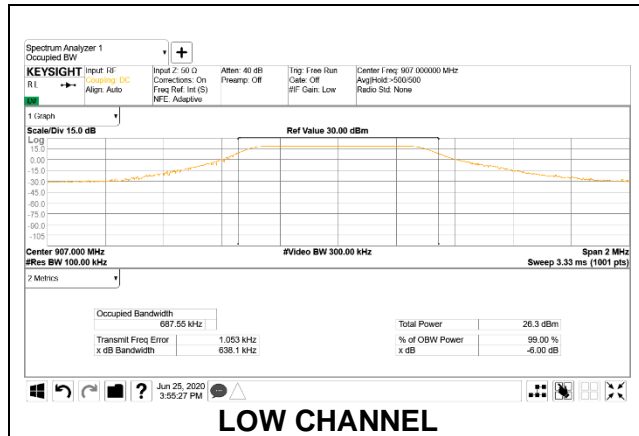 Spectrum Analyzer 1
Occupied BW
+
KEYSIGHT Input: RF
R L
Coupling: DC
Align: Auto
Input Z: 50 Ω
Corrections: On
Freq Ref: Int (S)
NFE: Adaptive
Atten: 40 dB
Preamp: Off
Trig: Free Run
Gate: Off
#IF Gain: Low
Center Freq: 907.000000 MHz
Avg|Hold:>500/500
Radio Std: None
1 Graph
Scale/Div 15.0 dB
Ref Value 30.00 dBm
Log
15.0
0.00
-15.0
-30.0
-45.0
-60.0
-75.0
-90.0
-105
Center 907.000 MHz
#Video BW 300.00 kHz
Span 2 MHz
#Res BW 100.00 kHz
Sweep 3.33 ms (1001 pts)
2 Metrics
Occupied Bandwidth
687.55 kHz
Total Power 26.3 dBm
Transmit Freq Error 1.053 kHz
% of OBW Power 99.00 %
x dB Bandwidth 638.1 kHz
x dB -6.00 dB
?
Jun 25, 2020
3:55:27 PM
LOW CHANNEL